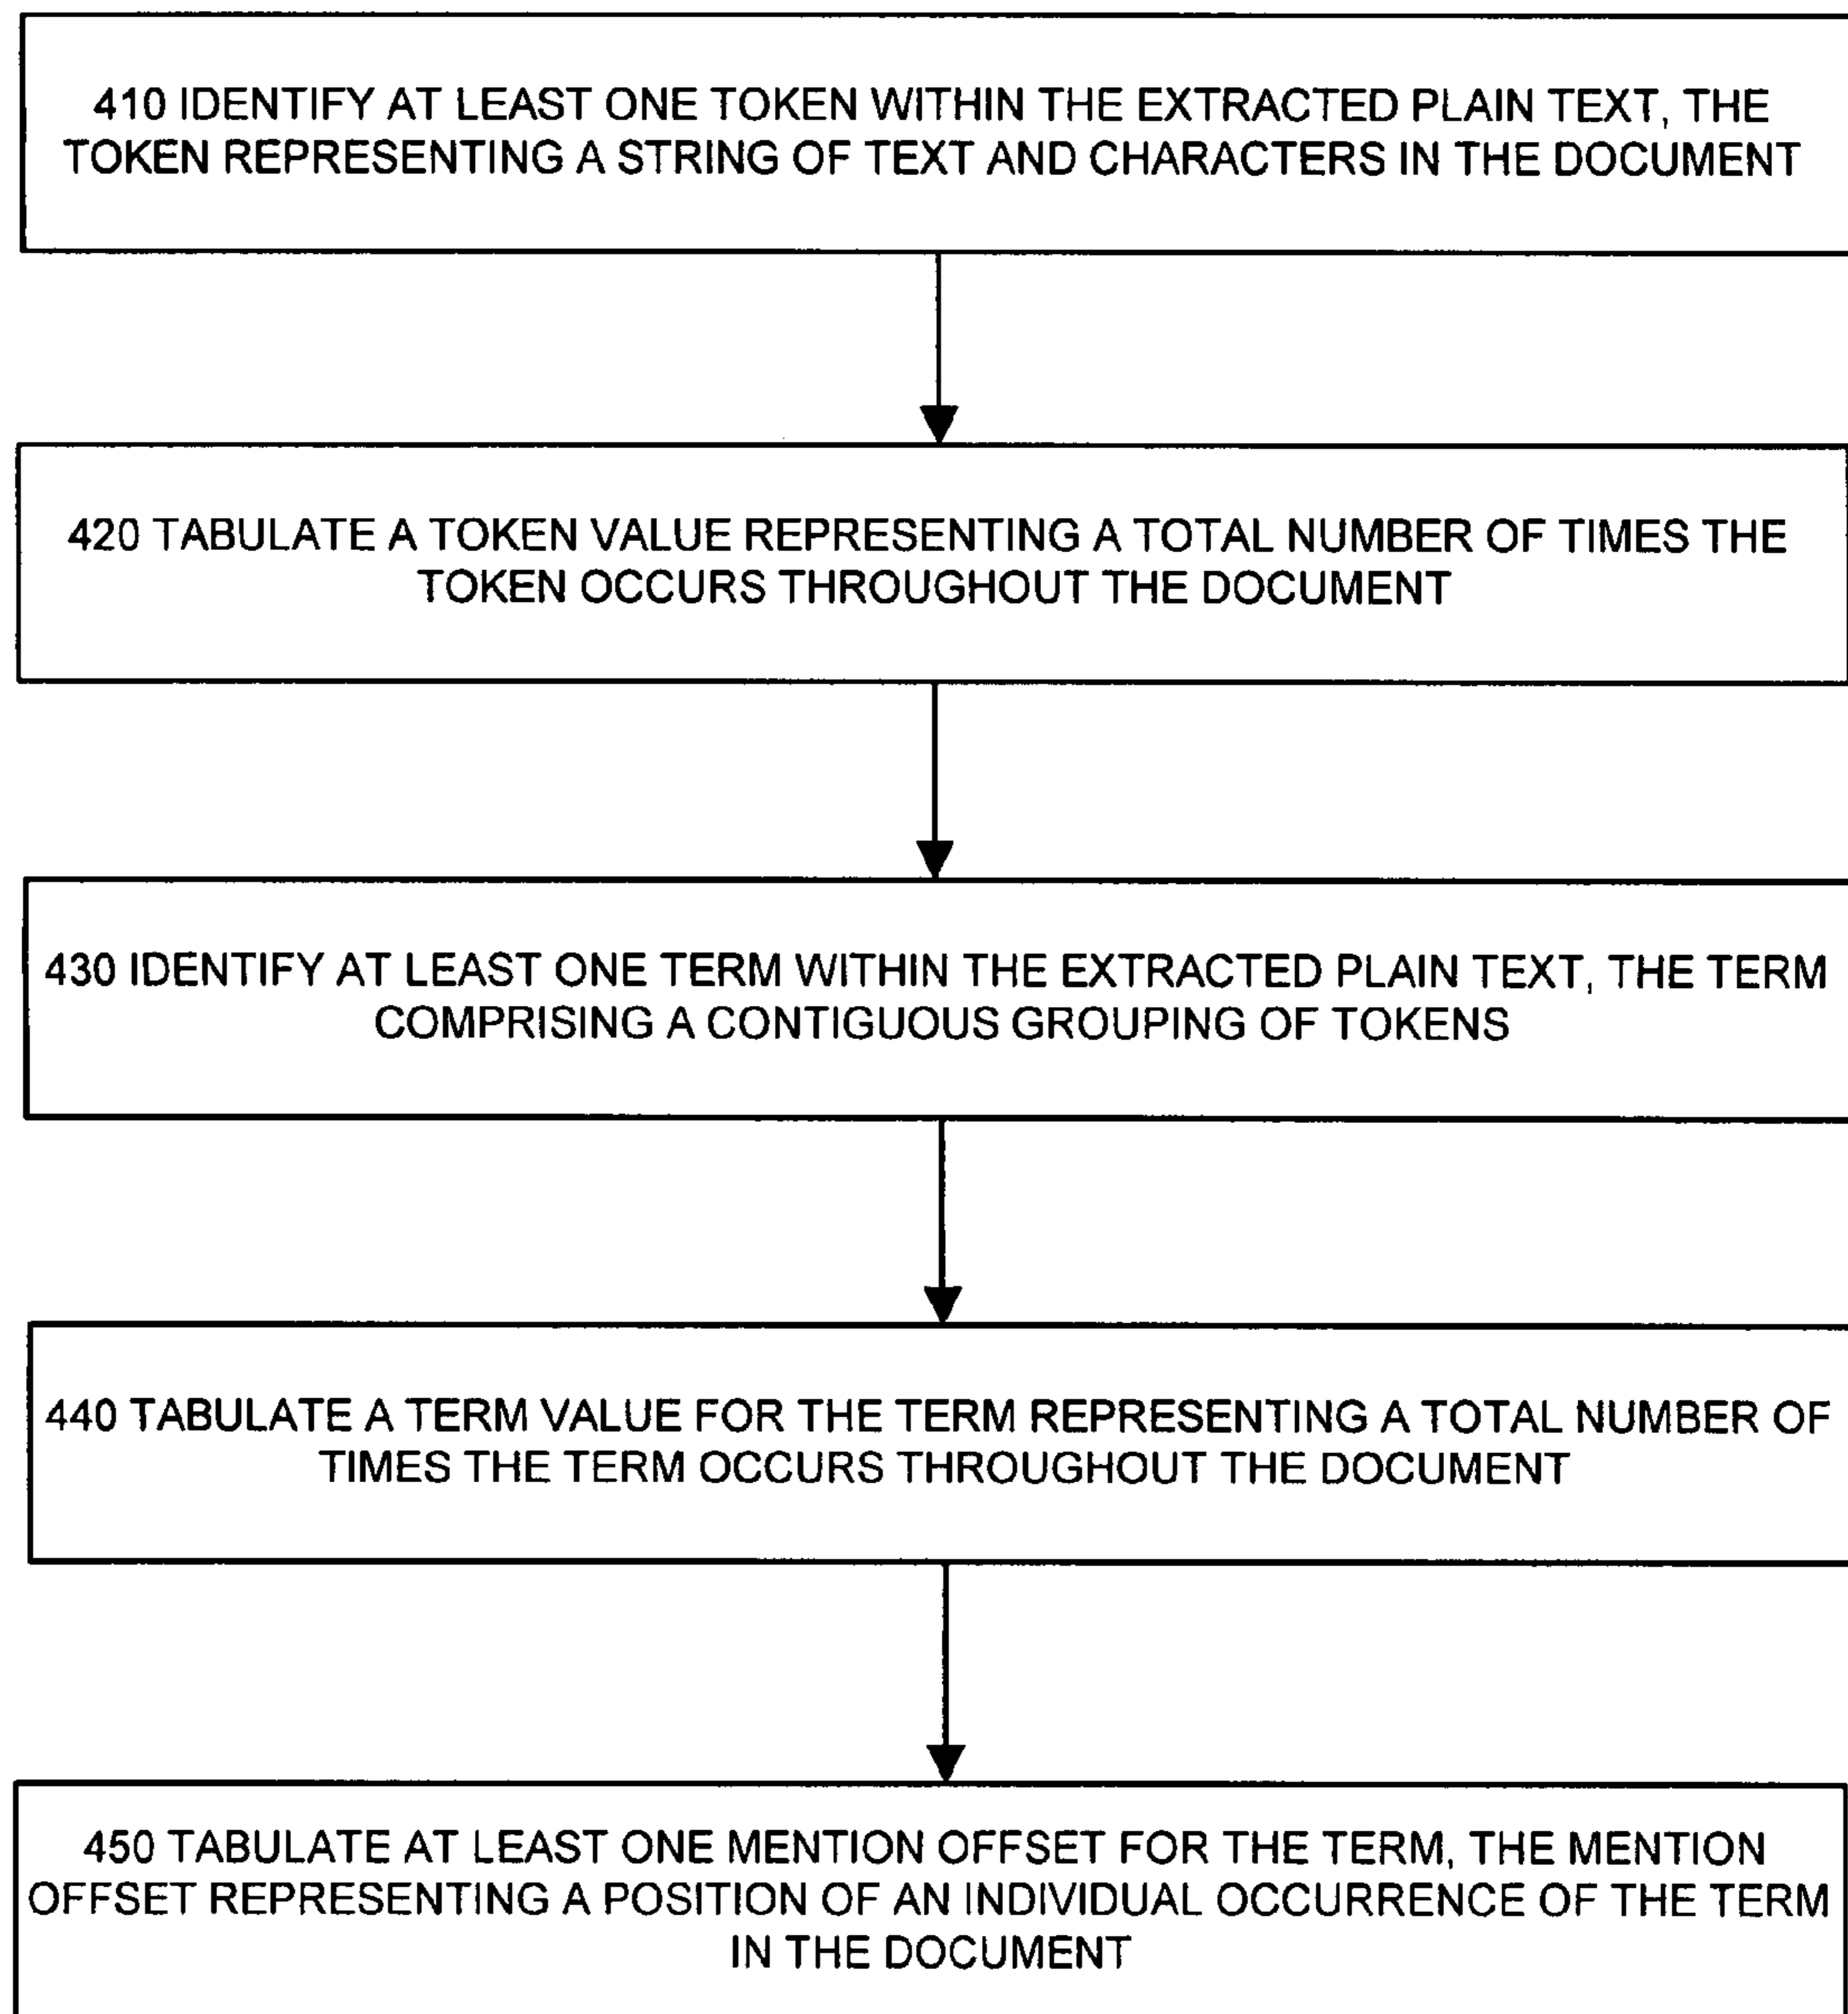 410 IDENTIFY AT LEAST ONE TOKEN WITHIN THE EXTRACTED PLAIN TEXT, THE
TOKEN REPRESENTING A STRING OF TEXT AND CHARACTERS IN THE DOCUMENT
420 TABULATE A TOKEN VALUE REPRESENTING A TOTAL NUMBER OF TIMES THE
TOKEN OCCURS THROUGHOUT THE DOCUMENT
430 IDENTIFY AT LEAST ONE TERM WITHIN THE EXTRACTED PLAIN TEXT, THE TERM
COMPRISING A CONTIGUOUS GROUPING OF TOKENS
440 TABULATE A TERM VALUE FOR THE TERM REPRESENTING A TOTAL NUMBER OF
TIMES THE TERM OCCURS THROUGHOUT THE DOCUMENT
450 TABULATE AT LEAST ONE MENTION OFFSET FOR THE TERM, THE MENTION
OFFSET REPRESENTING A POSITION OF AN INDIVIDUAL OCCURRENCE OF THE TERM
IN THE DOCUMENT